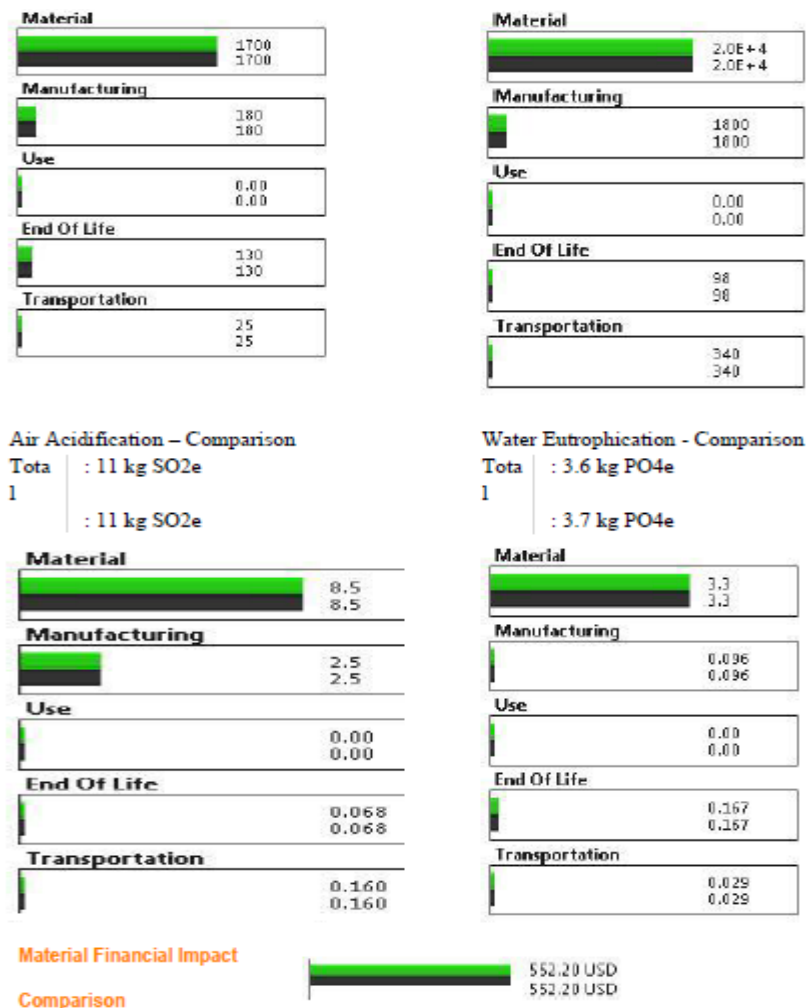 Material
1700
1700
Manufacturing
180
180
Use
0.00
0.00
End Of Life
130
130
Transportation
25
25
Material
2.0E+4
2.0E+4
Manufacturing
1800
1800
Use
0.00
0.00
End Of Life
98
98
Transportation
340
340
Air Acidification – Comparison
Tota : 11 kg SO2e
l
: 11 kg SO2e
Material
8.5
8.5
Manufacturing
2.5
2.5
Use
0.00
0.00
End Of Life
0.068
0.068
Transportation
0.160
0.160
Water Eutrophication - Comparison
Tota : 3.6 kg PO4e
l
: 3.7 kg PO4e
Material
3.3
3.3
Manufacturing
0.096
0.096
Use
0.00
0.00
End Of Life
0.167
0.167
Transportation
0.029
0.029
Material Financial Impact
Comparison
552.20 USD
552.20 USD